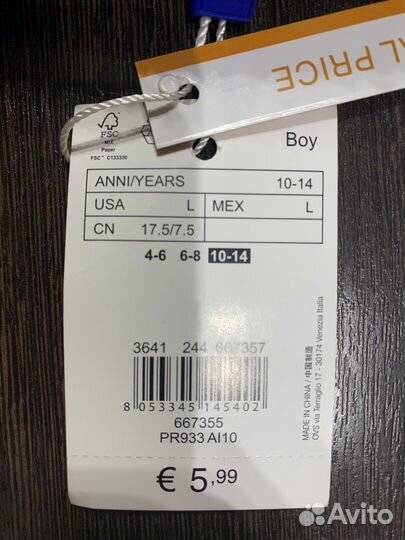 AL PRICE
FSC
MIX
Paper
FSC® C133330
Boy
ANNI/YEARS 10-14
USA L MEX L
CN 17.5/7.5
4-6 6-8 10-14
3641 244 667357
8 053345 145402
667355
PR933 AI10
€ 5,99
MADE IN CHINA / 中国制造
OVS via Terraglio 17 - 30174 Venezia Italia
Avito